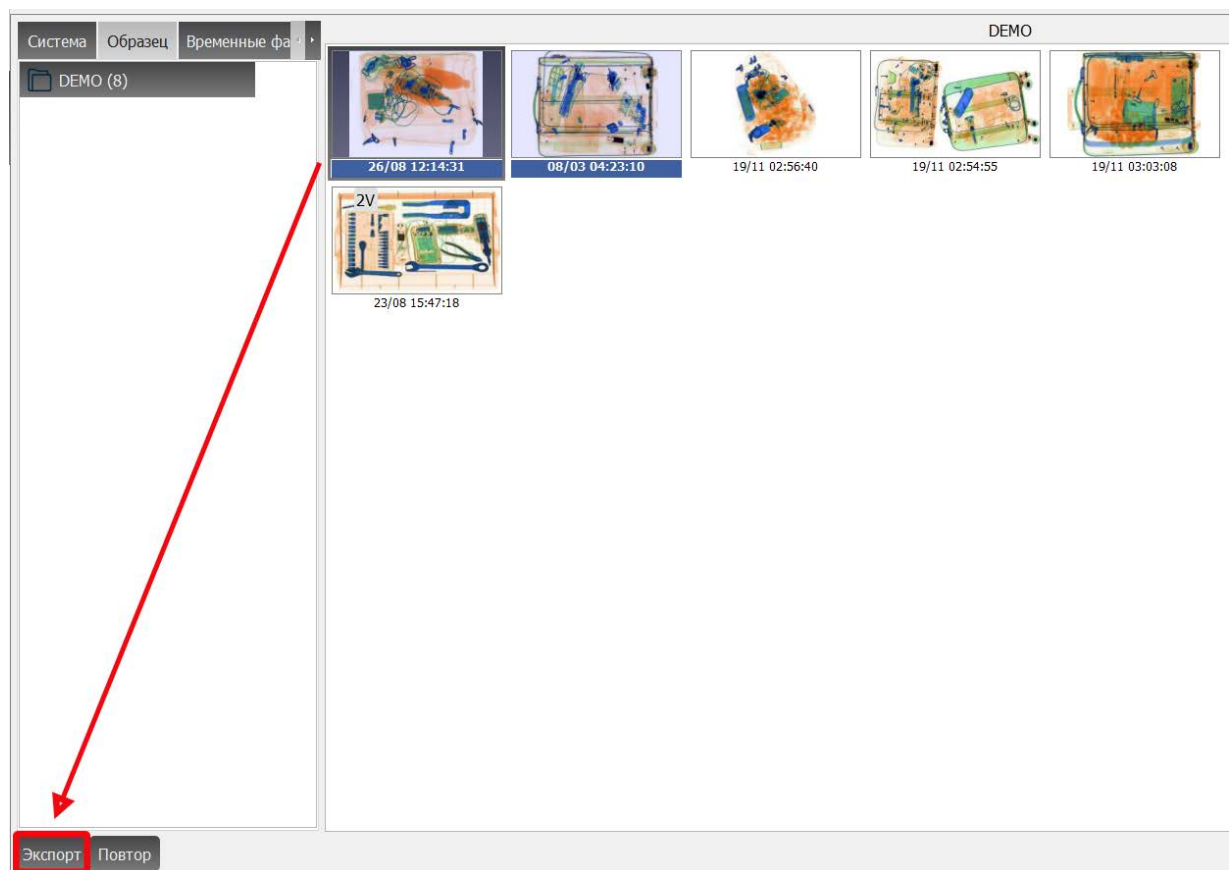 Система Образец Временные фа
DEMO (8)
DEMO
26/08 12:14:31 08/03 04:23:10 19/11 02:56:40 19/11 02:54:55 19/11 03:03:08
2V
23/08 15:47:18
Экспорт Повтор